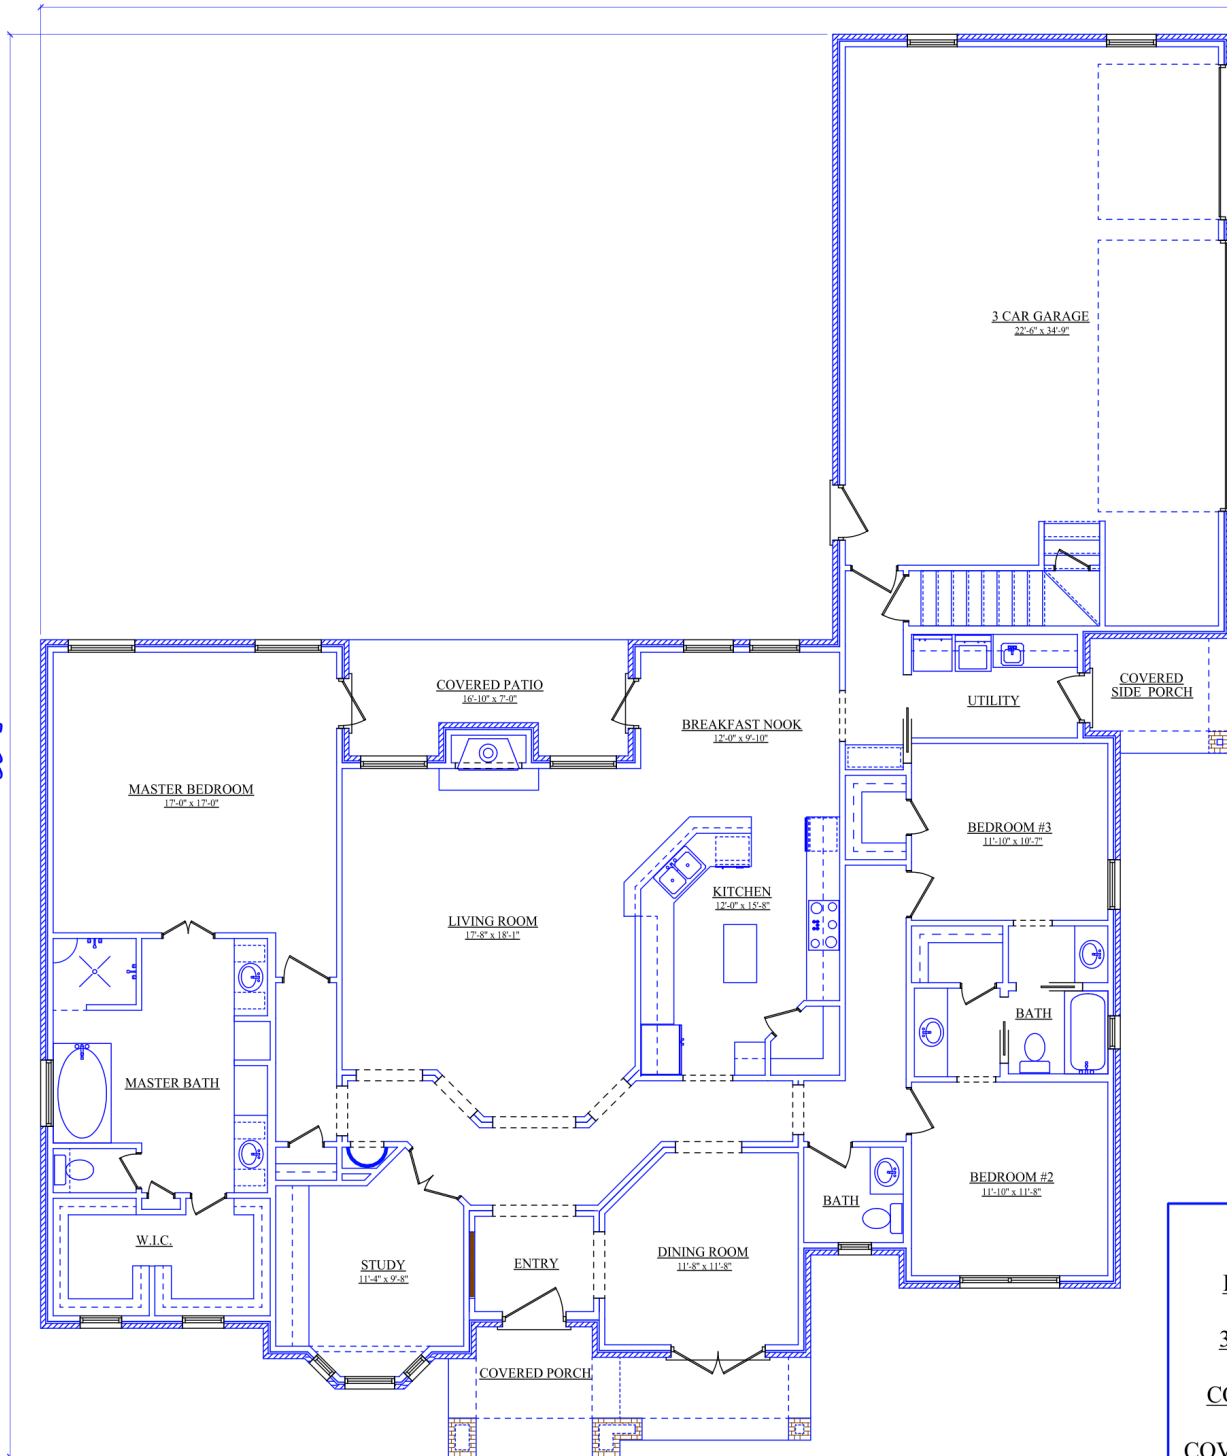 3 CAR GARAGE
22'-6" x 34'-9"
COVERED PATIO
16'-10" x 7'-0"
COVERED
SIDE PORCH
UTILITY
BREAKFAST NOOK
12'-0" x 9'-10"
MASTER BEDROOM
17'-0" x 17'-0"
BEDROOM #3
11'-10" x 10'-7"
KITCHEN
12'-0" x 15'-8"
LIVING ROOM
17'-8" x 18'-1"
BATH
MASTER BATH
BEDROOM #2
11'-10" x 11'-8"
BATH
W.I.C.
STUDY
11'-4" x 9'-8"
ENTRY
DINING ROOM
11'-8" x 11'-8"
COVERED PORCH
3
CO
COV